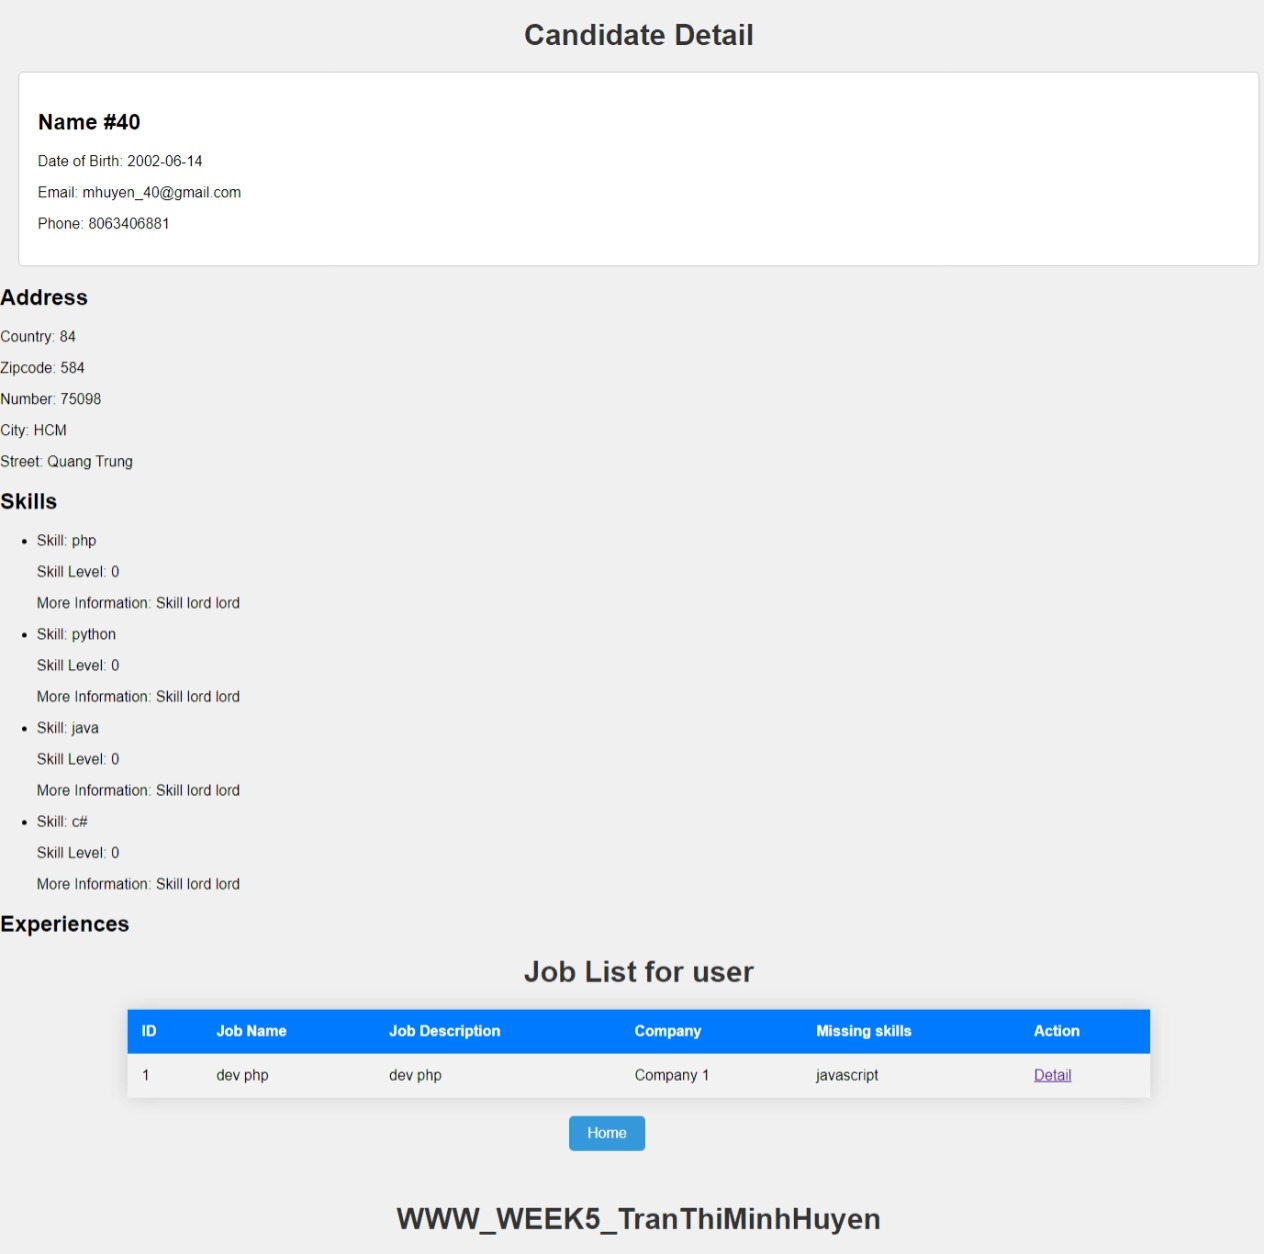 Candidate Detail
Name #40
Date of Birth: 2002-06-14
Email: mhuyen_40@gmail.com
Phone: 8063406881
Address
Country: 84
Zipcode: 584
Number: 75098
City: HCM
Street: Quang Trung
Skills
Skill: php
Skill Level: 0
More Information: Skill lord lord
Skill: python
Skill Level: 0
More Information: Skill lord lord
Skill: java
Skill Level: 0
More Information: Skill lord lord
Skill: c#
Skill Level: 0
More Information: Skill lord lord
Experiences
Job List for user
ID Job Name Job Description Company Missing skills Action
1 dev php dev php Company 1 javascript Detail
Home
WWW_WEEK5_TranThiMinhHuyen